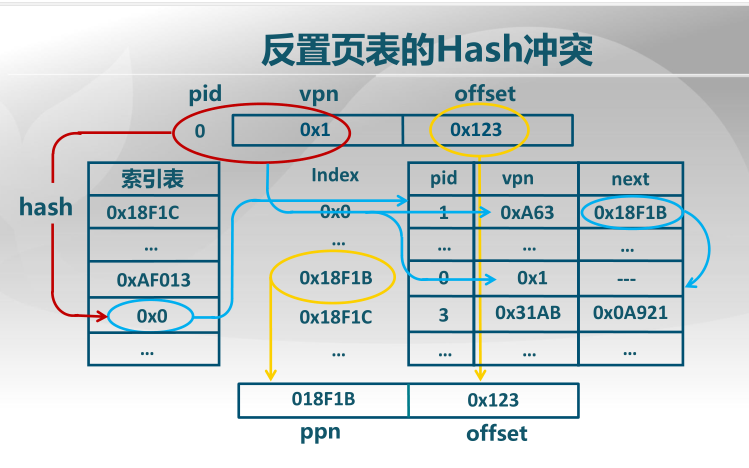 反置页表的Hash冲突
pid vpn offset
0 0x1 0x123
hash
索引表 Index pid vpn next
0x18F1C 0x0 1 0xA63 0x18F1B
... ... ... ... ...
0xAF013 0x18F1B 0 0x1 ---
0x0 0x18F1C 3 0x31AB 0x0A921
... ... ... ... ...
018F1B 0x123
ppn offset